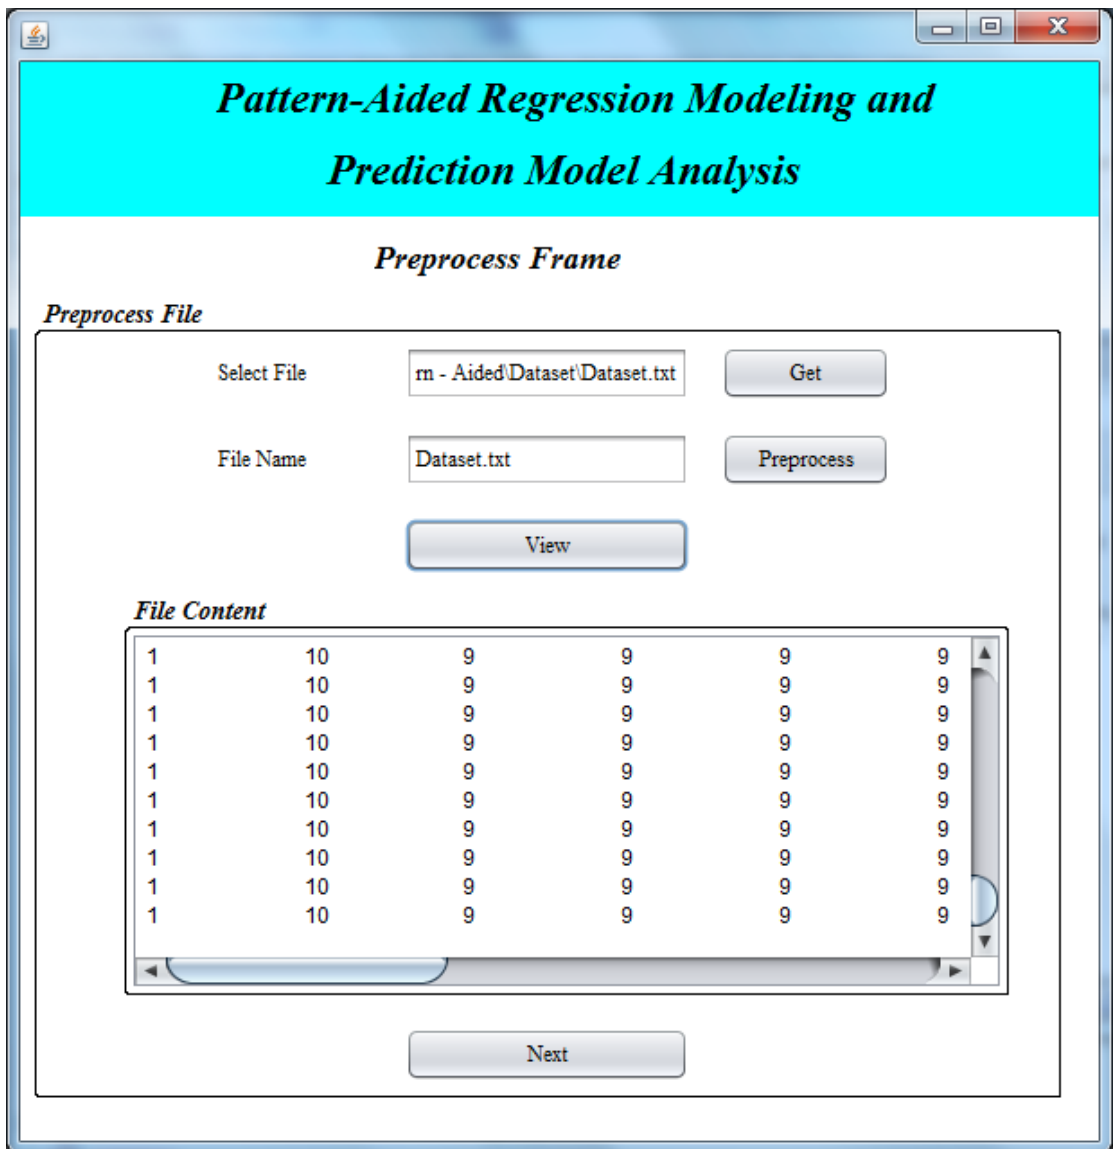 Pattern-Aided Regression Modeling and
Prediction Model Analysis
Preprocess Frame
Preprocess File
Select File rn - Aided\Dataset\Dataset.txt Get
File Name Dataset.txt Preprocess
View
File Content
1 10 9 9 9 9
1 10 9 9 9 9
1 10 9 9 9 9
1 10 9 9 9 9
1 10 9 9 9 9
1 10 9 9 9 9
1 10 9 9 9 9
1 10 9 9 9 9
1 10 9 9 9 9
1 10 9 9 9 9
Next